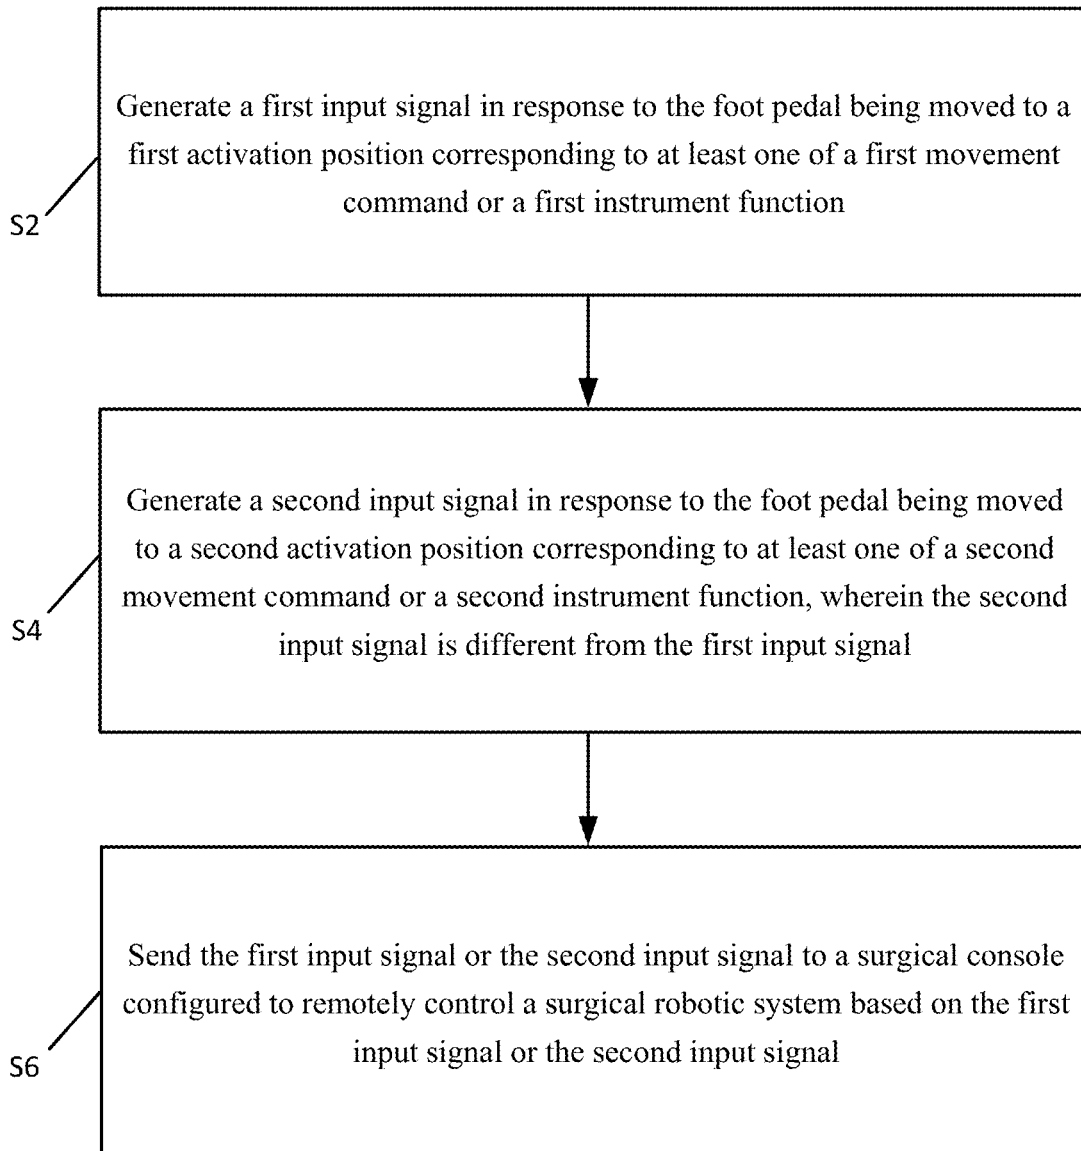 Generate a first input signal in response to the foot pedal being moved to a
first activation position corresponding to at least one of a first movement
command or a first instrument function
S2
Generate a second input signal in response to the foot pedal being moved
to a second activation position corresponding to at least one of a second
movement command or a second instrument function, wherein the second
input signal is different from the first input signal
S4
Send the first input signal or the second input signal to a surgical console
configured to remotely control a surgical robotic system based on the first
input signal or the second input signal
S6